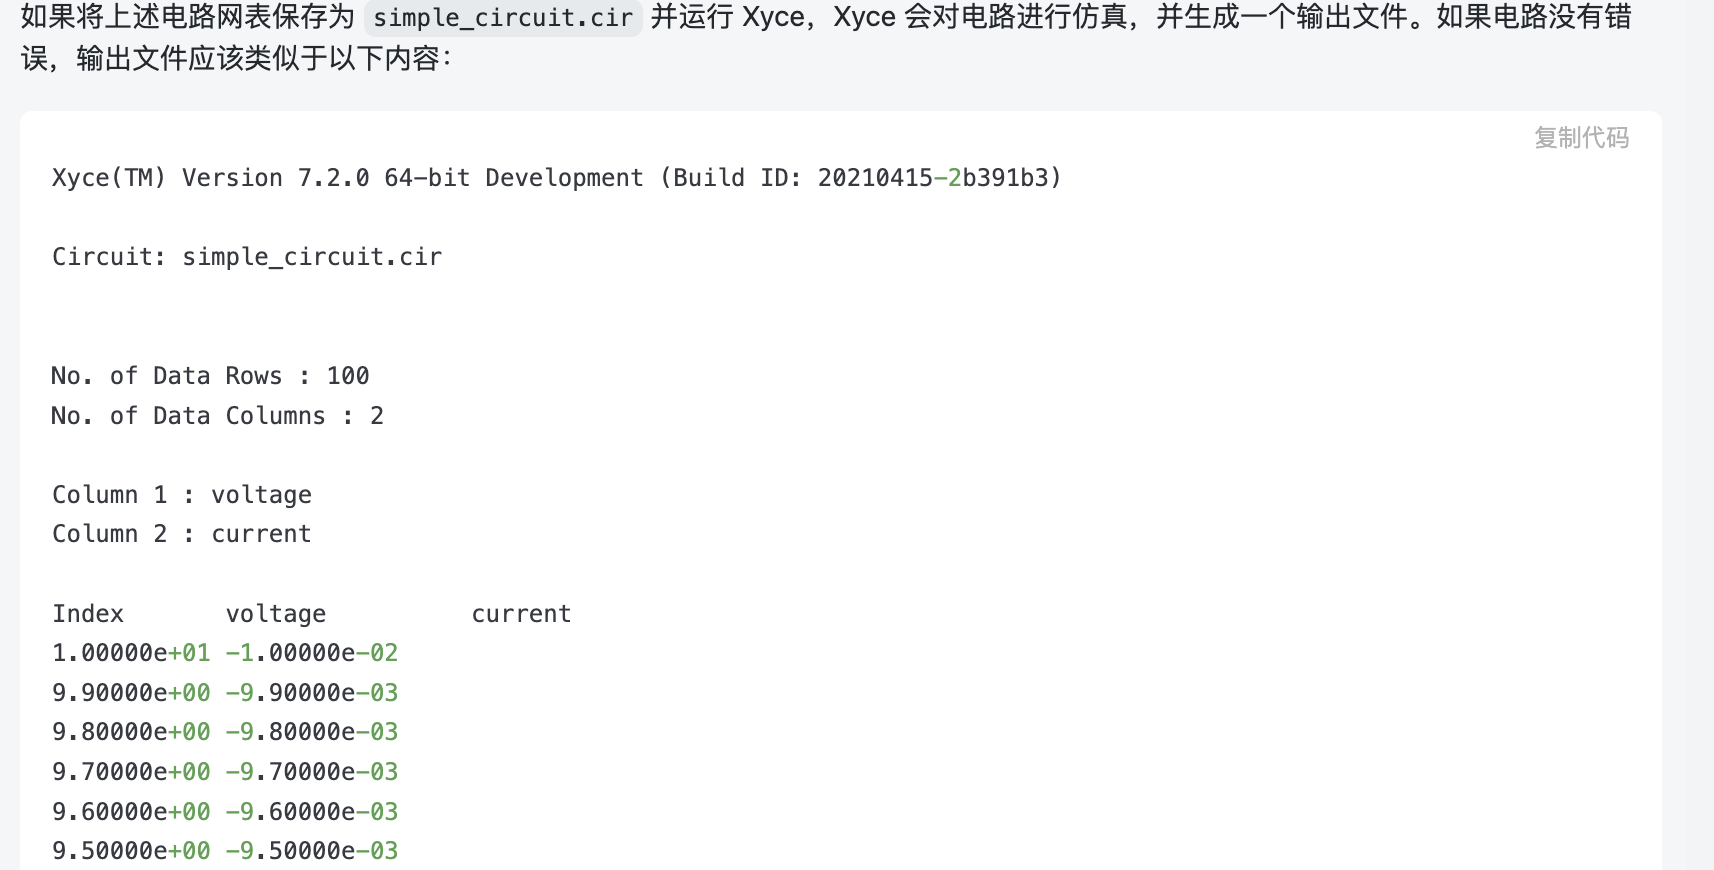 如果将上述电路网表保存为 simple_circuit.cir 并运行 Xyce，Xyce 会对电路进行仿真，并生成一个输出文件。如果电路没有错
误，输出文件应该类似于以下内容：
复制代码
Xyce(TM) Version 7.2.0 64-bit Development (Build ID: 20210415-2b391b3)
Circuit: simple_circuit.cir
No. of Data Rows : 100
No. of Data Columns : 2
Column 1 : voltage
Column 2 : current
Index       voltage          current
1.00000e+01 -1.00000e-02
9.90000e+00 -9.90000e-03
9.80000e+00 -9.80000e-03
9.70000e+00 -9.70000e-03
9.60000e+00 -9.60000e-03
9.50000e+00 -9.50000e-03